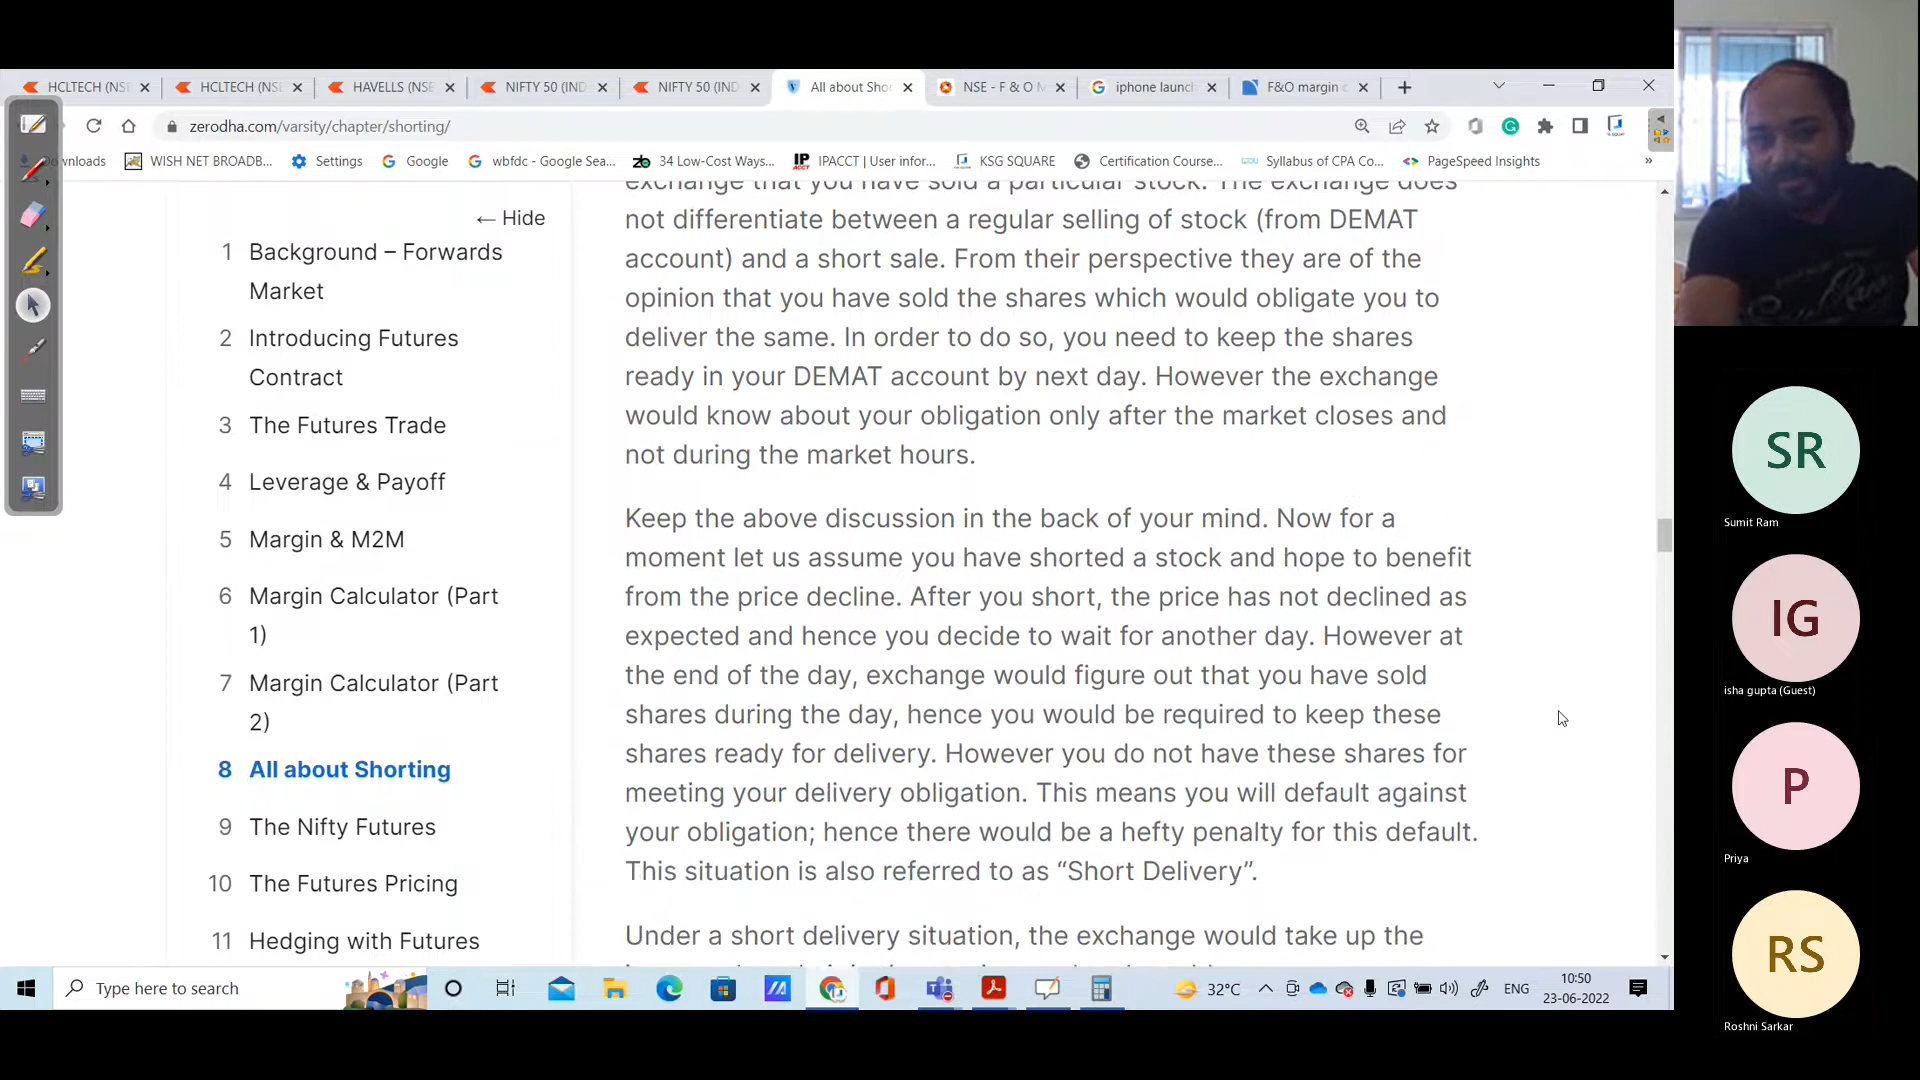 HCLTECH (NSE
HCLTECH (NSE
HAVELLS (NSE
NIFTY 50 (IND
NIFTY 50 (IND
All about Shor
NSE - F & O M
iphone launch
F&O margin c
zerodha.com/varsity/chapter/shorting/
ownloads
WISH NET BROADB...
Settings
Google
wbfdc - Google Sea...
34 Low-Cost Ways...
IPACCT | User infor...
KSG SQUARE
Certification Course...
Syllabus of CPA Co...
PageSpeed Insights
»
← Hide
1 Background – Forwards
Market
2 Introducing Futures
Contract
3 The Futures Trade
4 Leverage & Payoff
5 Margin & M2M
6 Margin Calculator (Part
1)
7 Margin Calculator (Part
2)
8 All about Shorting
9 The Nifty Futures
10 The Futures Pricing
11 Hedging with Futures
exchange that you have sold a particular stock. The exchange does
not differentiate between a regular selling of stock (from DEMAT
account) and a short sale. From their perspective they are of the
opinion that you have sold the shares which would obligate you to
deliver the same. In order to do so, you need to keep the shares
ready in your DEMAT account by next day. However the exchange
would know about your obligation only after the market closes and
not during the market hours.
Keep the above discussion in the back of your mind. Now for a
moment let us assume you have shorted a stock and hope to benefit
from the price decline. After you short, the price has not declined as
expected and hence you decide to wait for another day. However at
the end of the day, exchange would figure out that you have sold
shares during the day, hence you would be required to keep these
shares ready for delivery. However you do not have these shares for
meeting your delivery obligation. This means you will default against
your obligation; hence there would be a hefty penalty for this default.
This situation is also referred to as “Short Delivery”.
Under a short delivery situation, the exchange would take up the
Type here to search
32°C
ENG
10:50
23-06-2022
SR
Sumit Ram
IG
isha gupta (Guest)
P
Priya
RS
Roshni Sarkar